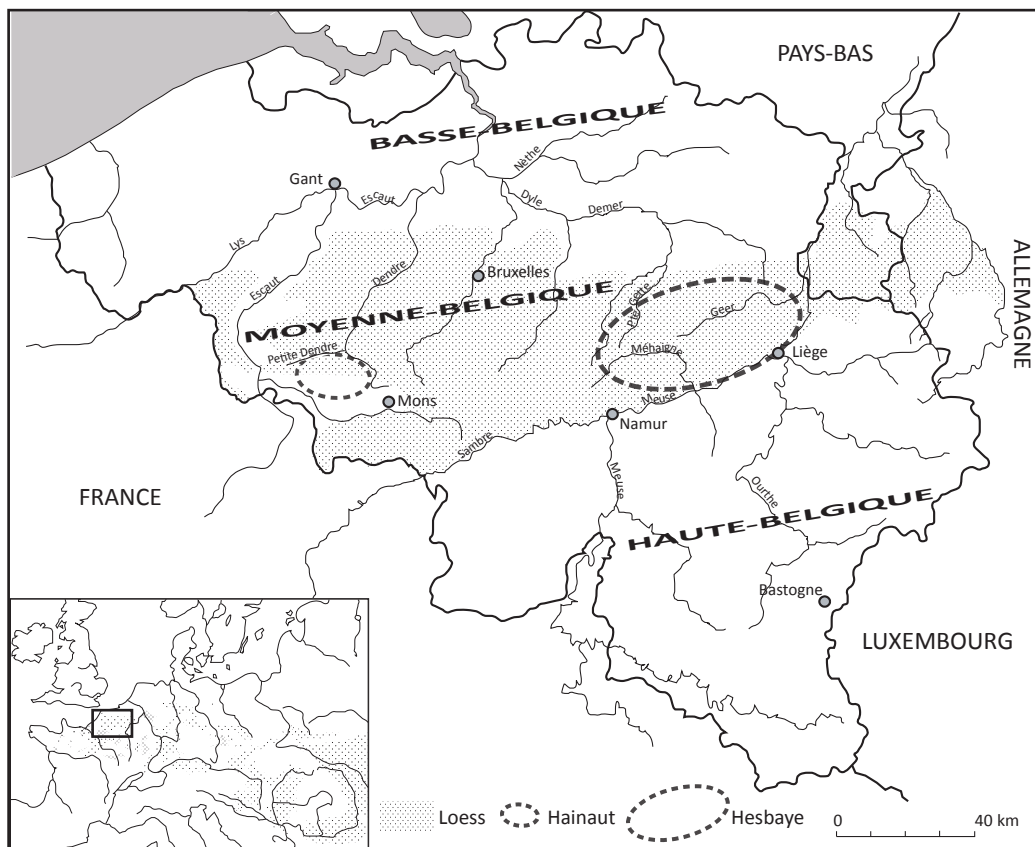 PAYS-BAS
BASSE-BELGIQUE
Nèthe
Gant
Escaut
Dyle
Demer
Lys
ALLEMAGNE
Escaut
Dendre
Bruxelles
MOYENNE-BELGIQUE
Pte Gette
Geer
Petite Dendre
Méhaigne
Liège
Mons
Meuse
Namur
Sambre
FRANCE
Meuse
Ourthe
HAUTE-BELGIQUE
Bastogne
LUXEMBOURG
Loess
Hainaut
Hesbaye
0 40 km